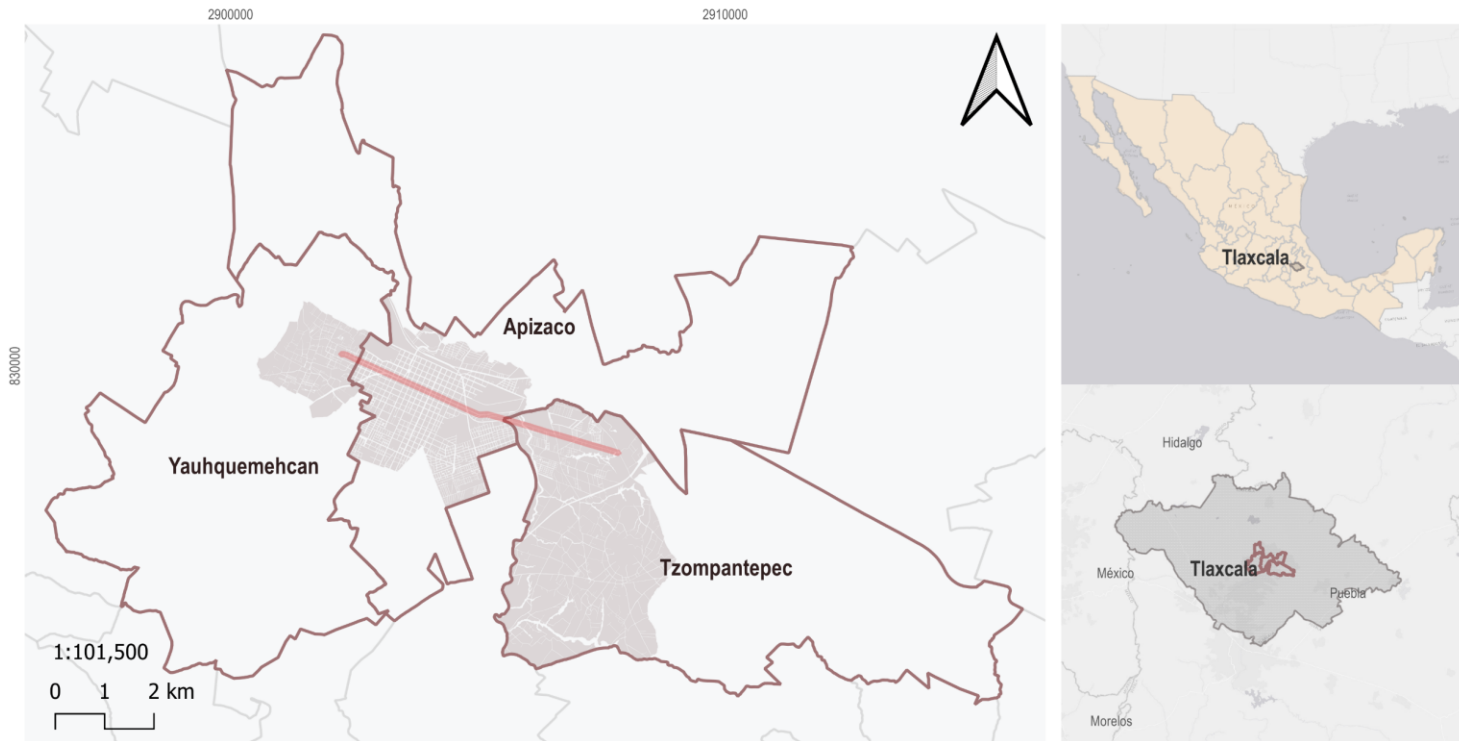 2900000
2910000
830000
Apizaco
Yauhquemehcan
Tzompantepec
1:101,500
0 1 2 km
MÉXICO
Tlaxcala
Hidalgo
México
Tlaxcala
Puebla
Morelos